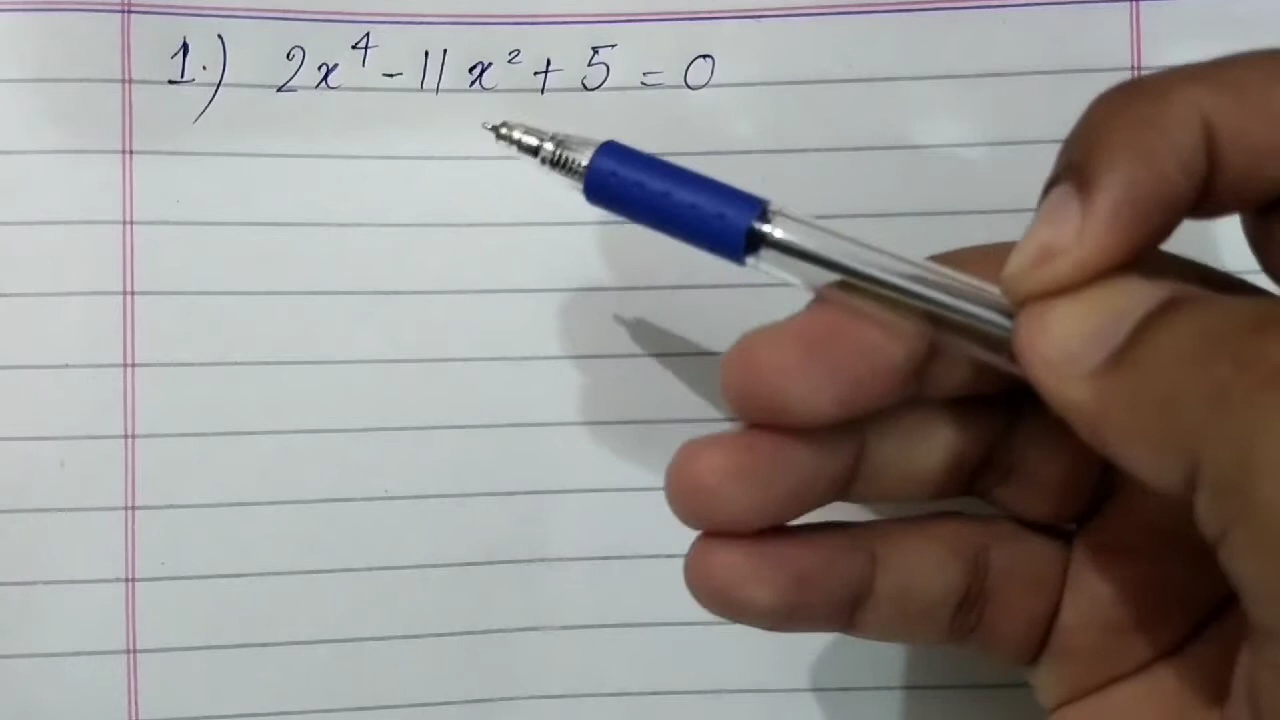 1.) 2x⁴ - 11x² + 5 = 0